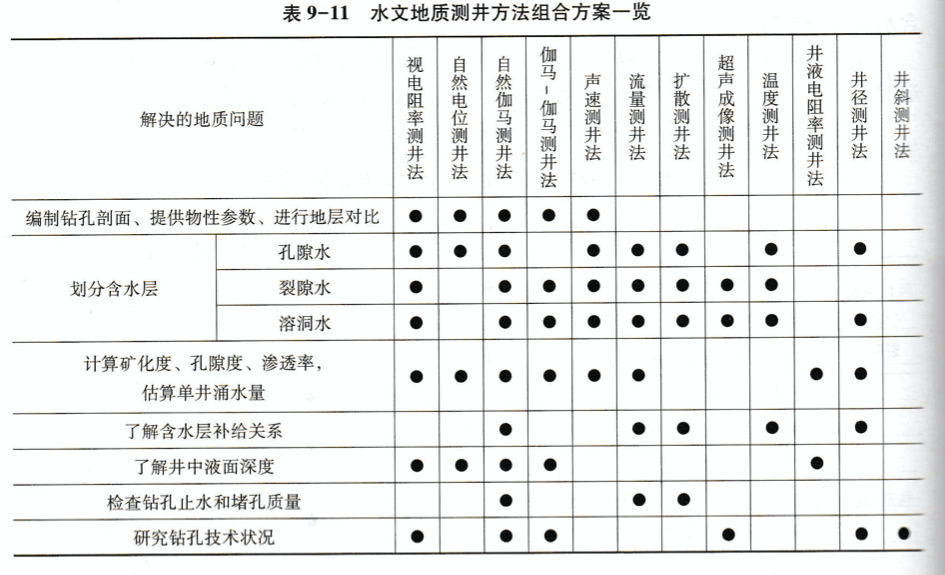 表 9-11 水文地质测井方法组合方案一览
解决的地质问题 视电阻率测井法 自然电位测井法 自然伽马测井法 伽马-伽马测井法 声速测井法 流量测井法 扩散测井法 超声成像测井法 温度测井法 井液电阻率测井法 井径测井法 井斜测井法
编制钻孔剖面、提供物性参数、进行地层对比 ● ● ● ● ●
划分含水层
孔隙水 ● ● ● ● ● ● ● ●
裂隙水 ● ● ● ● ● ● ● ●
溶洞水 ● ● ● ● ● ● ● ● ●
计算矿化度、孔隙度、渗透率,
估算单井涌水量 ● ● ● ● ● ● ● ●
了解含水层补给关系 ● ● ● ● ●
了解井中液面深度 ● ● ● ● ●
检查钻孔止水和堵孔质量 ● ● ●
研究钻孔技术状况 ● ● ● ● ● ●